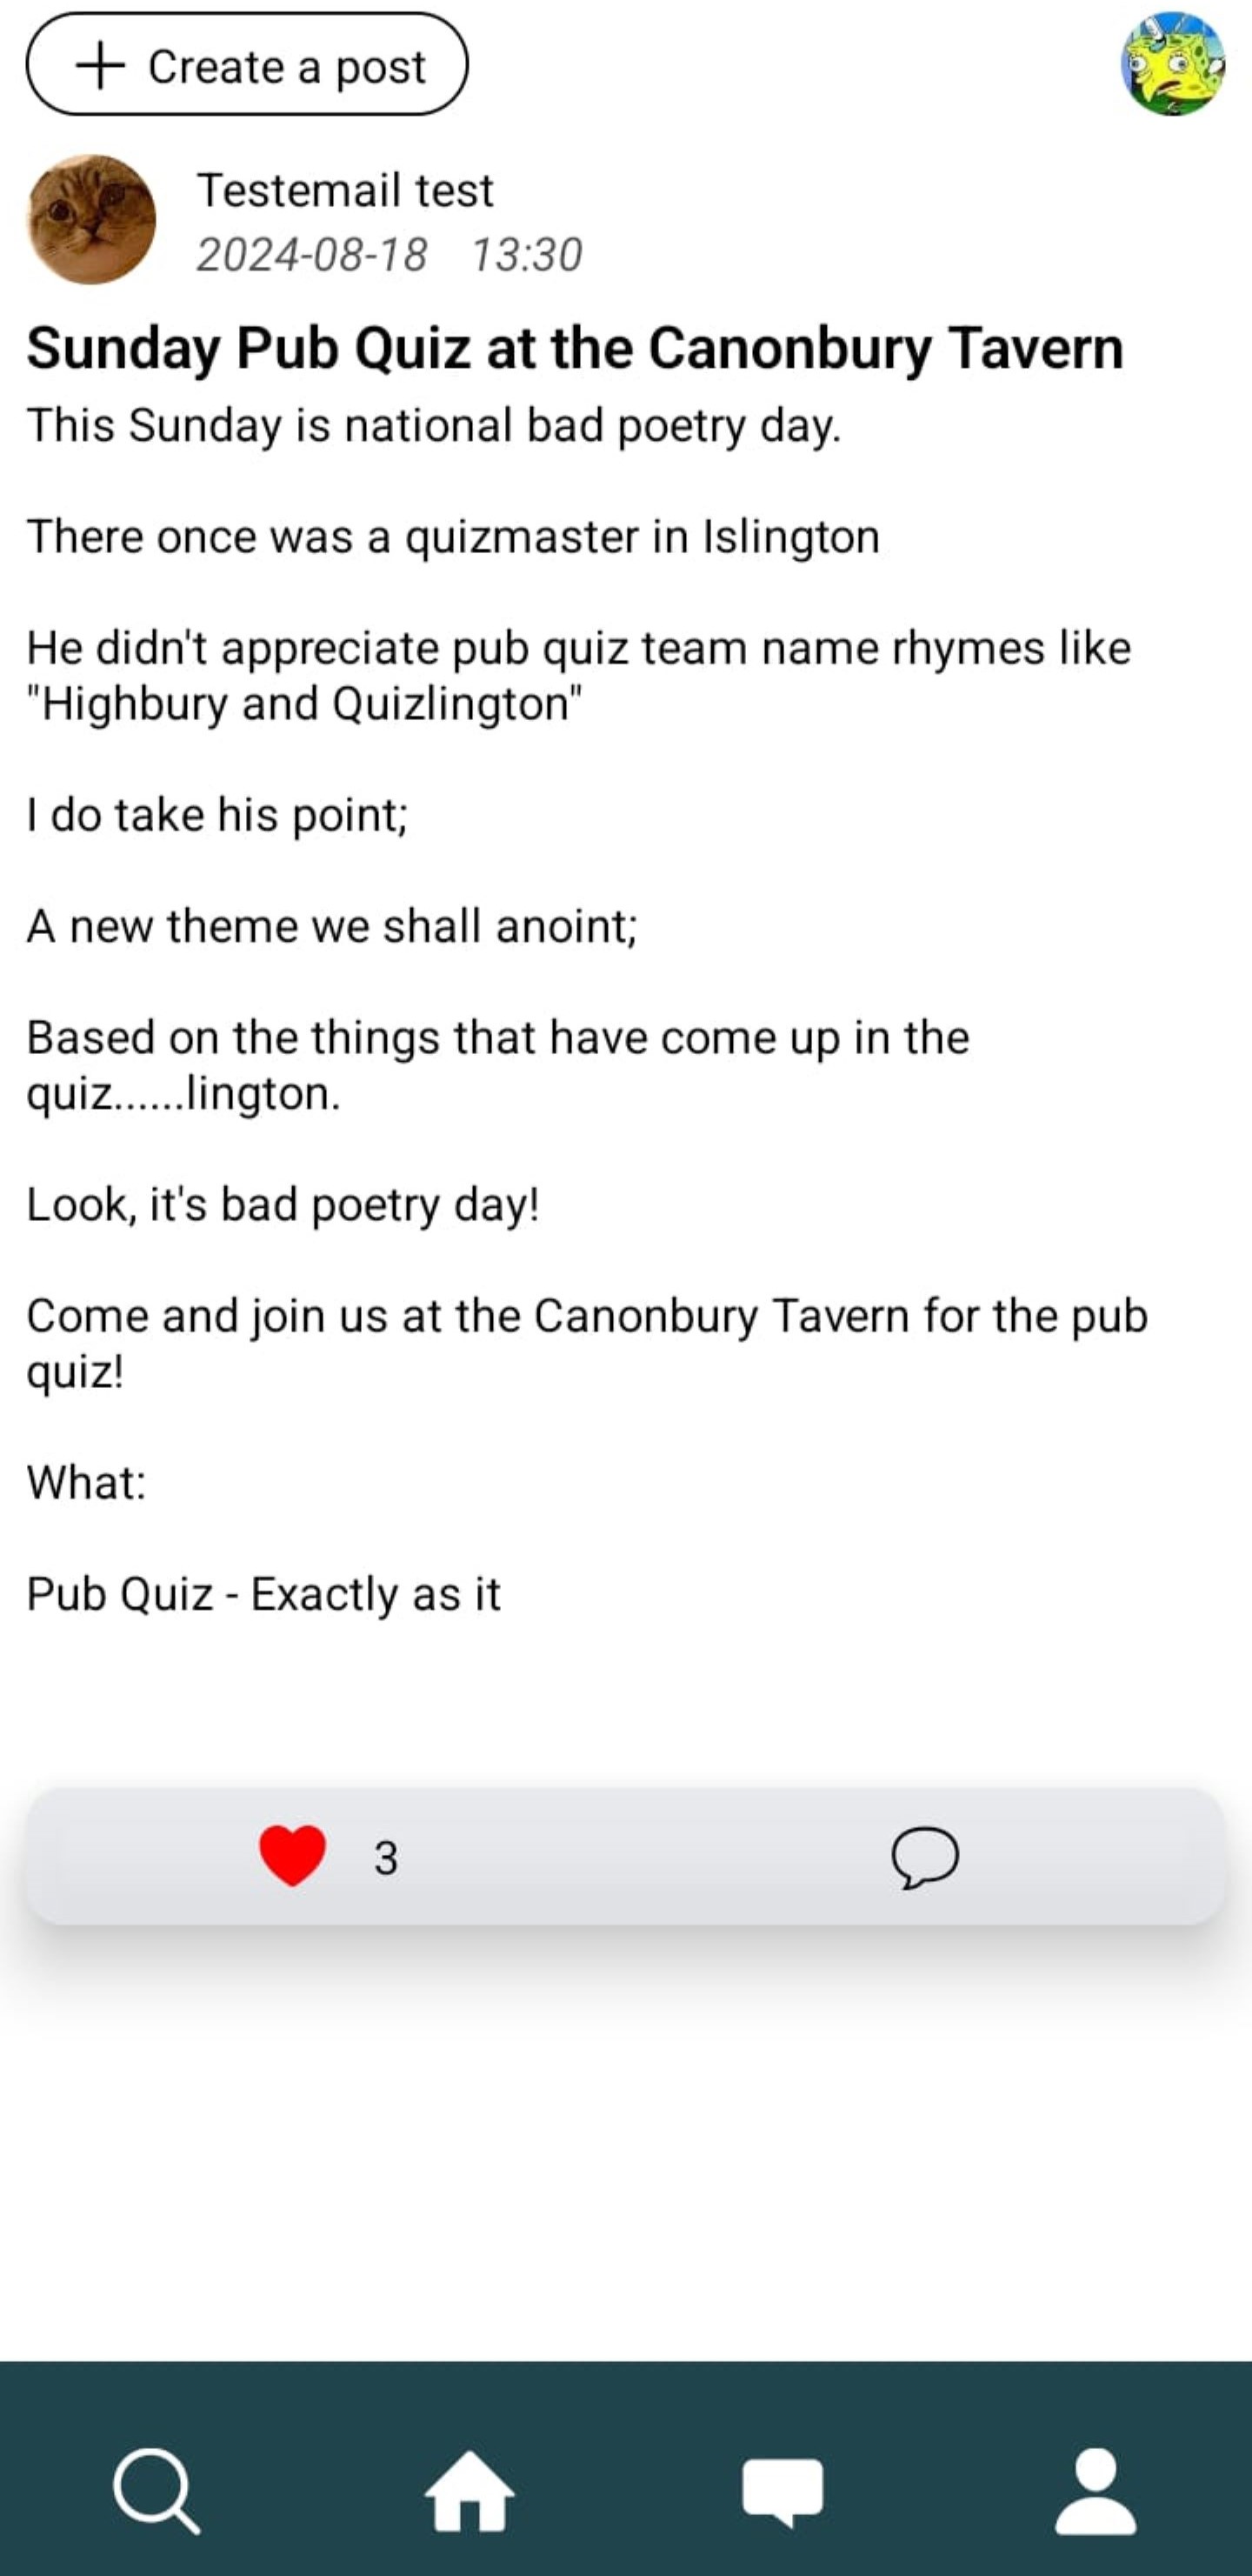 + Create a post
Testemail test
2024-08-18 13:30
Sunday Pub Quiz at the Canonbury Tavern
This Sunday is national bad poetry day.
There once was a quizmaster in Islington
He didn't appreciate pub quiz team name rhymes like
"Highbury and Quizlington"
I do take his point;
A new theme we shall anoint;
Based on the things that have come up in the
quiz......lington.
Look, it's bad poetry day!
Come and join us at the Canonbury Tavern for the pub
quiz!
What:
Pub Quiz - Exactly as it
3